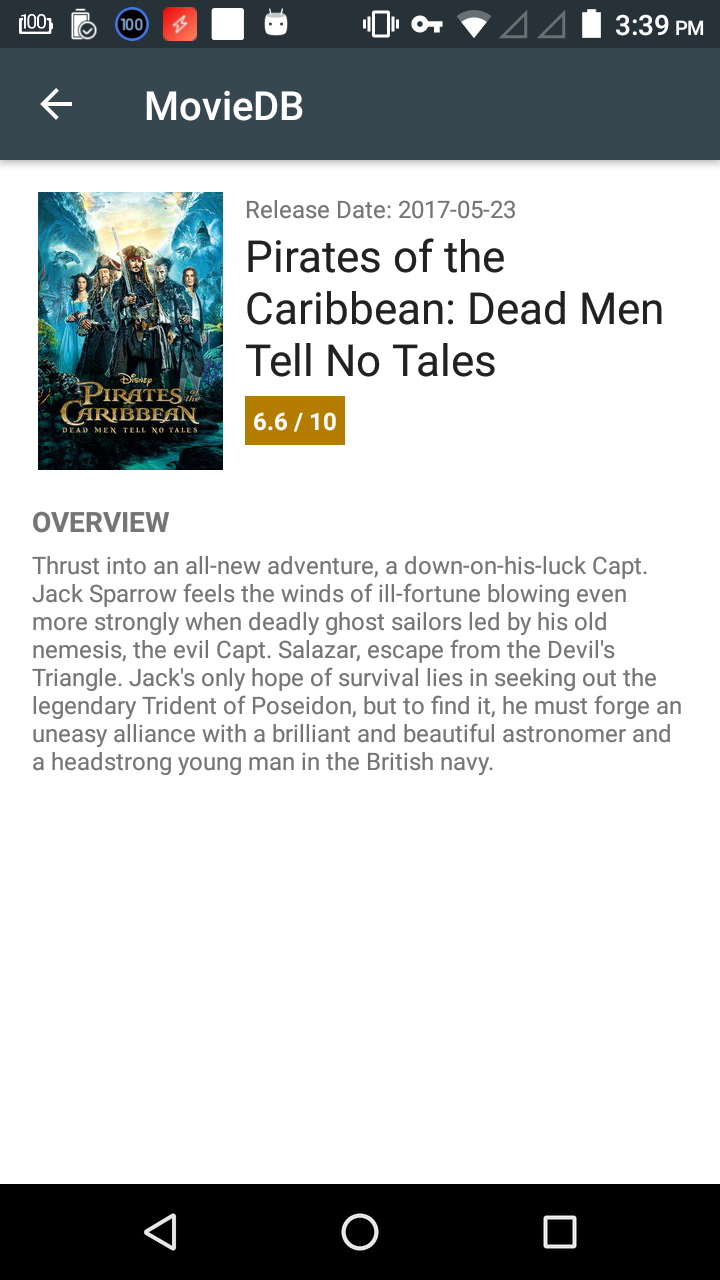 100
100
3:39 PM
MovieDB
Release Date: 2017-05-23
Pirates of the
Caribbean: Dead Men
Tell No Tales
6.6 / 10
Disney
PIRATES of the
CARIBBEAN
DEAD MEN TELL NO TALES
OVERVIEW
Thrust into an all-new adventure, a down-on-his-luck Capt.
Jack Sparrow feels the winds of ill-fortune blowing even
more strongly when deadly ghost sailors led by his old
nemesis, the evil Capt. Salazar, escape from the Devil's
Triangle. Jack's only hope of survival lies in seeking out the
legendary Trident of Poseidon, but to find it, he must forge an
uneasy alliance with a brilliant and beautiful astronomer and
a headstrong young man in the British navy.